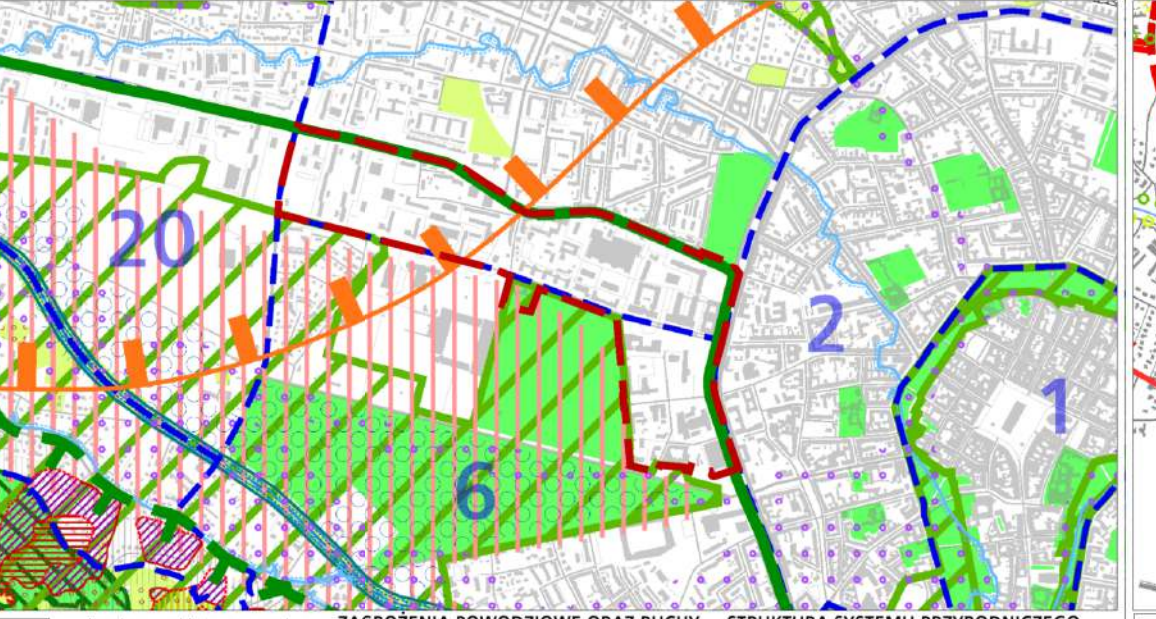 20
2
1
6
ZAGROŻENIA POWODZIOWE ORAZ RUCHY
STRUKTURA SYSTEMU PRZYRODNICZEGO